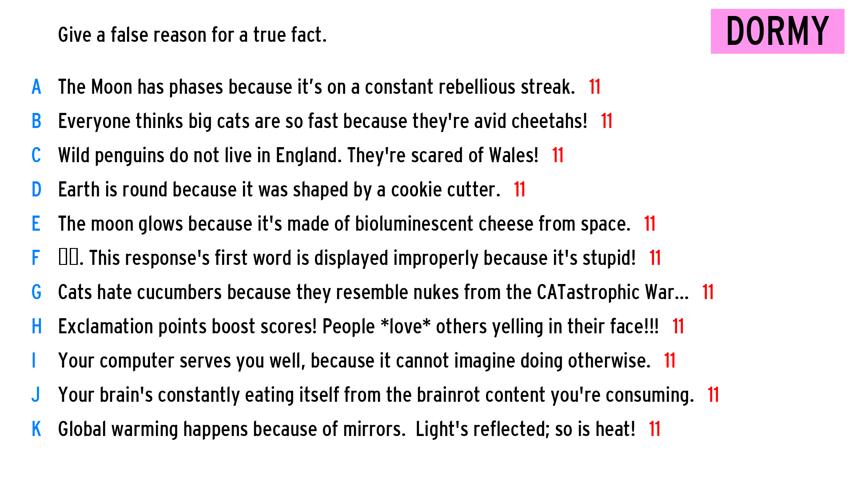 Give a false reason for a true fact.
DORMY
A The Moon has phases because it’s on a constant rebellious streak. 11
B Everyone thinks big cats are so fast because they're avid cheetahs! 11
C Wild penguins do not live in England. They're scared of Wales! 11
D Earth is round because it was shaped by a cookie cutter. 11
E The moon glows because it's made of bioluminescent cheese from space. 11
F ▯▯. This response's first word is displayed improperly because it's stupid! 11
G Cats hate cucumbers because they resemble nukes from the CATastrophic War... 11
H Exclamation points boost scores! People *love* others yelling in their face!!! 11
I Your computer serves you well, because it cannot imagine doing otherwise. 11
J Your brain's constantly eating itself from the brainrot content you're consuming. 11
K Global warming happens because of mirrors. Light's reflected; so is heat! 11